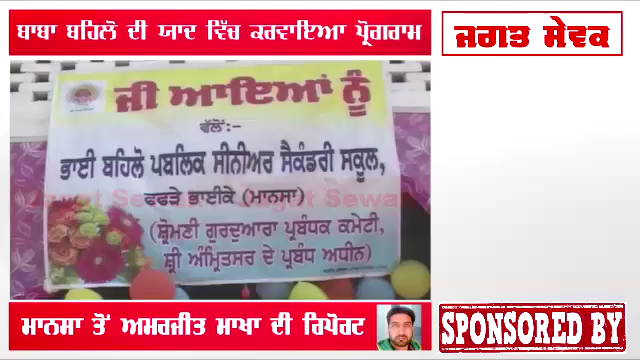 ਬਾਬਾ ਬਹਿਲੋ ਦੀ ਯਾਦ ਵਿੱਚ ਕਰਵਾਇਆ ਪ੍ਰੋਗਰਾਮ
ਜਗਤ ਸੇਵਕ
ਜੀ ਆਇਆਂ ਨੂੰ
ਵੱਲੋਂ:-
ਭਾਈ ਬਹਿਲੋ ਪਬਲਿਕ ਸੀਨੀਅਰ ਸੈਕੰਡਰੀ ਸਕੂਲ,
ਫਫੜੇ ਭਾਈਕੇ (ਮਾਨਸਾ)
(ਸ਼੍ਰੋਮਣੀ ਗੁਰਦੁਆਰਾ ਪ੍ਰਬੰਧਕ ਕਮੇਟੀ,
ਸ਼੍ਰੀ ਅੰਮ੍ਰਿਤਸਰ ਦੇ ਪ੍ਰਬੰਧ ਅਧੀਨ)
ਮਾਨਸਾ ਤੋਂ ਅਮਰਜੀਤ ਮਾਖਾ ਦੀ ਰਿਪੋਰਟ
SPONSORED BY